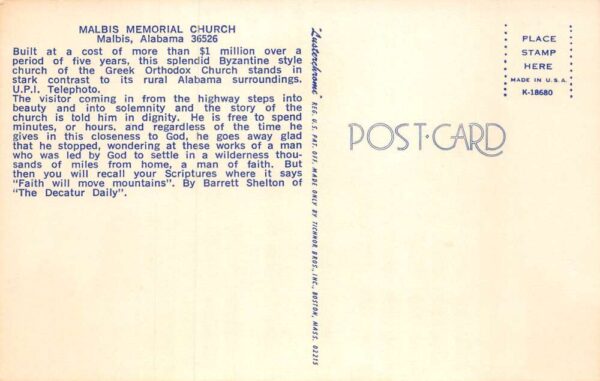 MALBIS MEMORIAL CHURCH
Malbis, Alabama 36526
Built at a cost of more than $1 million over a
period of five years, this splendid Byzantine style
church of the Greek Orthodox Church stands in
stark contrast to its rural Alabama surroundings.
U.P.I. Telephoto.
The visitor coming in from the highway steps into
beauty and into solemnity and the story of the
church is told him in dignity. He is free to spend
minutes, or hours. and regardless of the time he
gives in this closeness to God, he goes away glad
that he stopped, wondering at these works of a man
who was led by God to settle in a wilderness thou-
sands of miles from home, a man of faith. But
then you will recall your Scriptures where it says
"Faith will move mountains". By Barrett Shelton of
"The Decatur Daily".
"Lusterchrome" REG. U.S. PAT. OFF. MADE ONLY BY TICHNOR BROS., INC., BOSTON, MASS. 02215
POST-CARD
PLACE
STAMP
HERE
MADE IN U.S.A.
K-18680